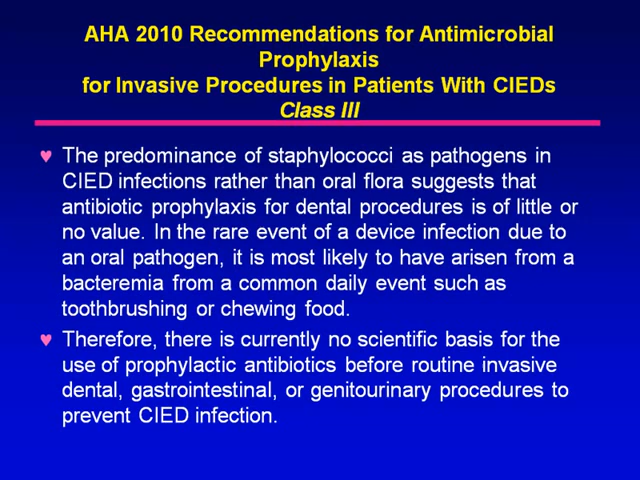 AHA 2010 Recommendations for Antimicrobial
Prophylaxis
for Invasive Procedures in Patients With CIEDs
Class III
♥ The predominance of staphylococci as pathogens in
CIED infections rather than oral flora suggests that
antibiotic prophylaxis for dental procedures is of little or
no value. In the rare event of a device infection due to
an oral pathogen, it is most likely to have arisen from a
bacteremia from a common daily event such as
toothbrushing or chewing food.
♥ Therefore, there is currently no scientific basis for the
use of prophylactic antibiotics before routine invasive
dental, gastrointestinal, or genitourinary procedures to
prevent CIED infection.